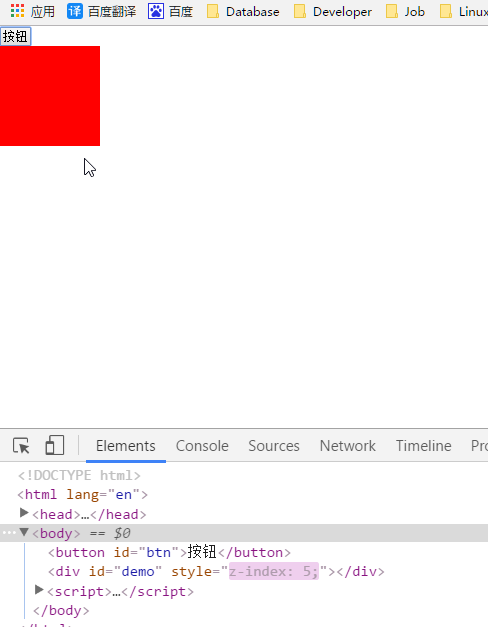 应用 译 百度翻译 百度 Database Developer Job Linux
按钮
Elements Console Sources Network Timeline Pro
<!DOCTYPE html>
<html lang="en">
▶<head>…</head>
…▼<body> == $0
<button id="btn">按钮</button>
<div id="demo" style="z-index: 5;"></div>
▶<script>…</script>
</body>
</html>